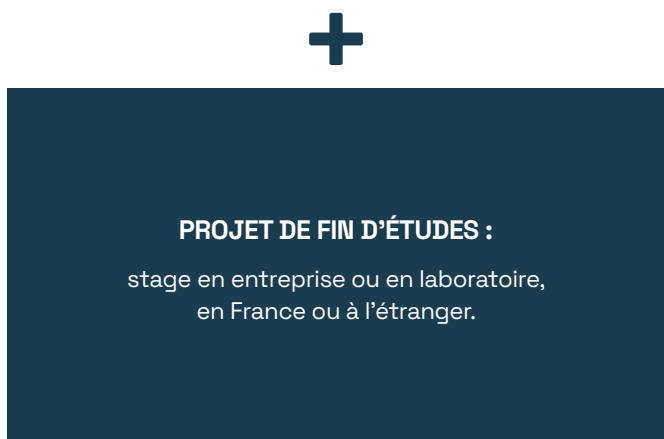 PROJET DE FIN D’ÉTUDES :
stage en entreprise ou en laboratoire,
en France ou à l’étranger.